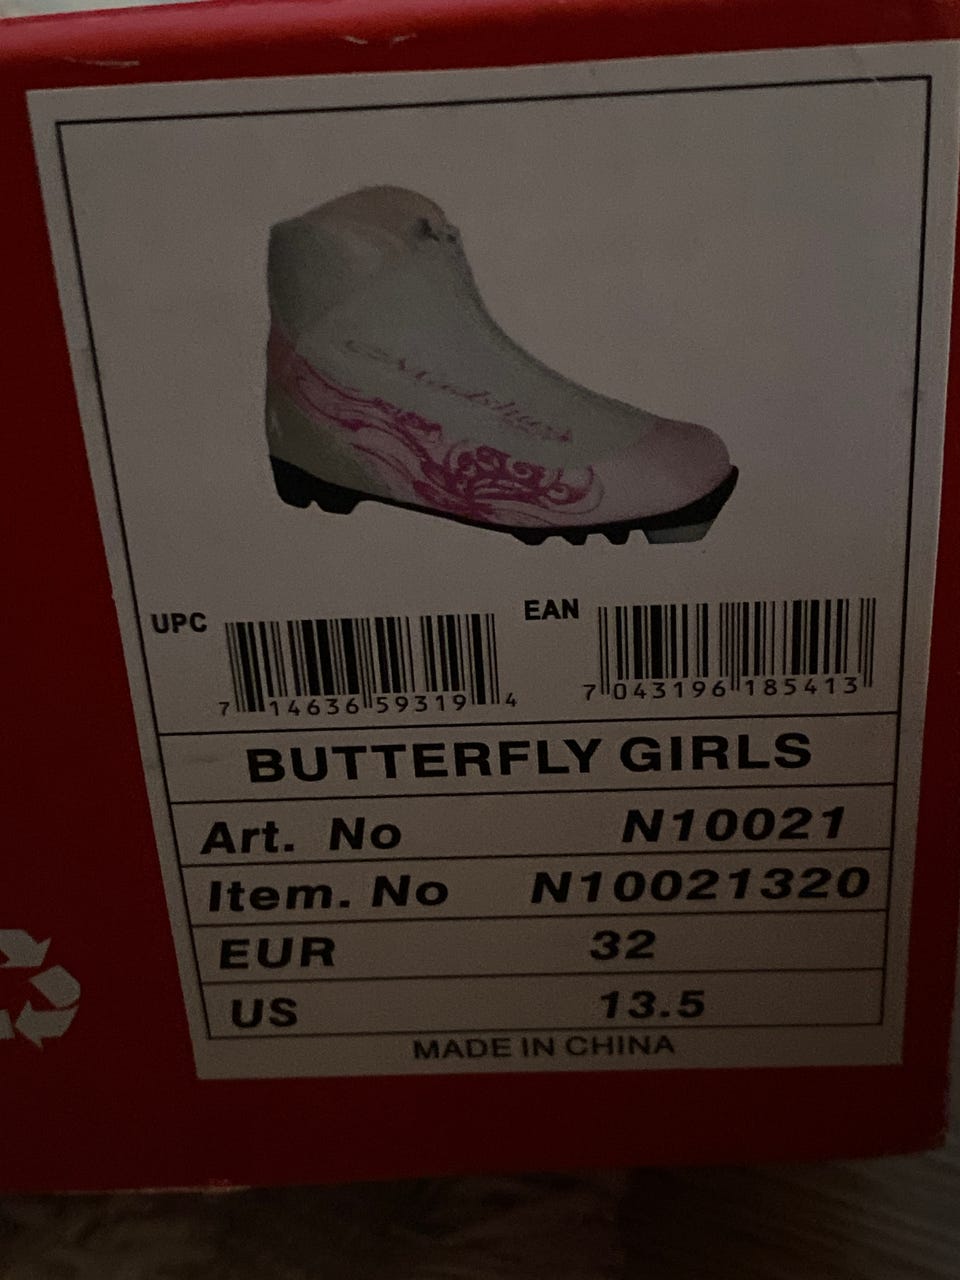 Madshus
UPC
EAN
7 14636 59319 4
7 043196 185413
BUTTERFLY GIRLS
Art. No N10021
Item. No N10021320
EUR 32
US 13.5
MADE IN CHINA